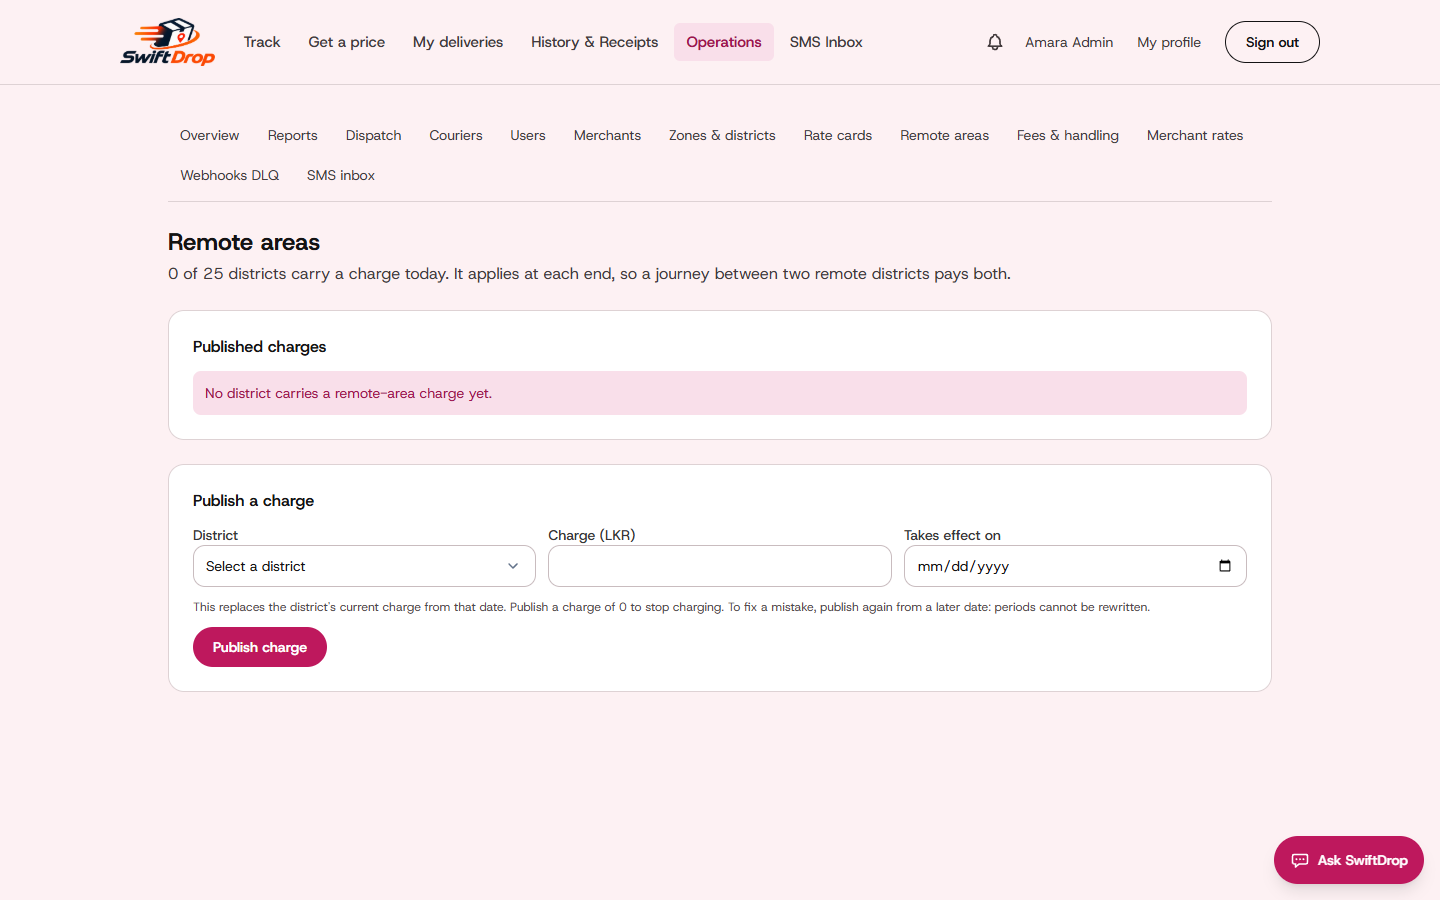 SwiftDrop
Track
Get a price
My deliveries
History & Receipts
Operations
SMS Inbox
Amara Admin
My profile
Sign out
Overview
Reports
Dispatch
Couriers
Users
Merchants
Zones & districts
Rate cards
Remote areas
Fees & handling
Merchant rates
Webhooks DLQ
SMS inbox
Remote areas
0 of 25 districts carry a charge today. It applies at each end, so a journey between two remote districts pays both.
Published charges
No district carries a remote-area charge yet.
Publish a charge
District
Charge (LKR)
Takes effect on
Select a district
mm/dd/yyyy
This replaces the district's current charge from that date. Publish a charge of 0 to stop charging. To fix a mistake, publish again from a later date: periods cannot be rewritten.
Publish charge
Ask SwiftDrop